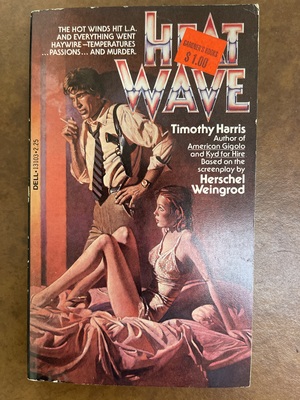 THE HOT WINDS HIT L.A.
AND EVERYTHING WENT
HAYWIRE–TEMPERATURES
...PASSIONS...AND MURDER.
$1.00
HEAT
WAVE
Timothy Harris
Author of
American Gigolo
and Kyd for Hire
Based on the
screenplay by
Herschel
Weingrod
DELL • 13103 • 2.25